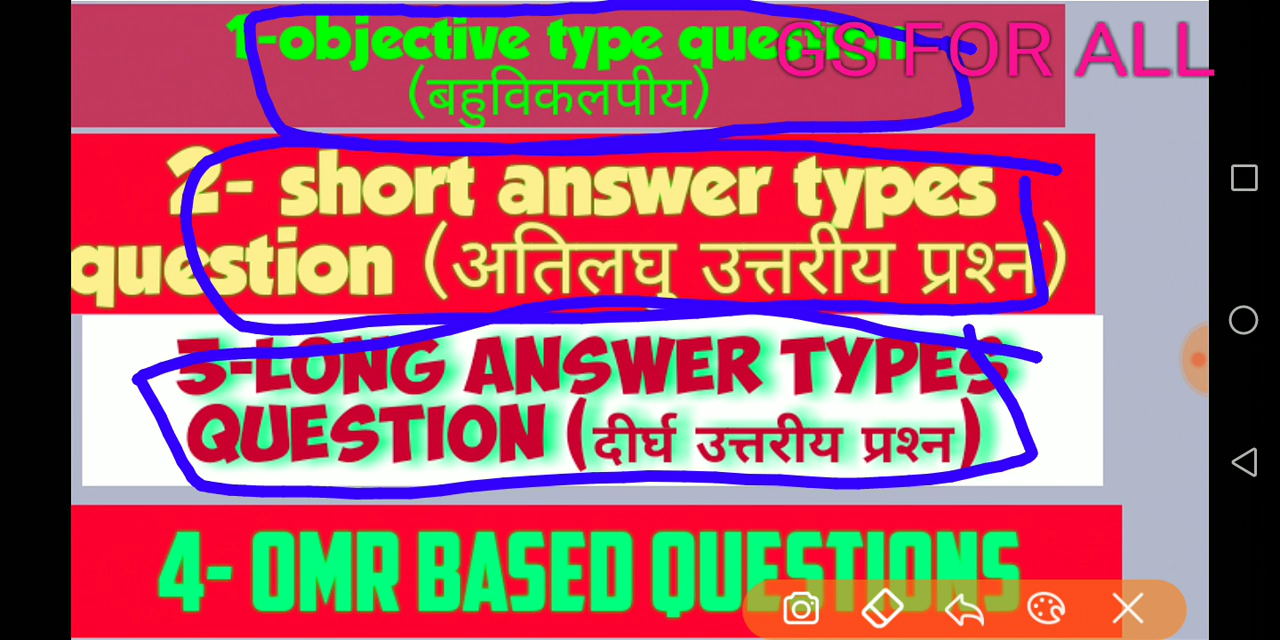 1-objective type question
(बहुविकलपीय)
GS FOR ALL
2- short answer types
question (अतिलघु उत्तरीय प्रश्न)
3-LONG ANSWER TYPES
QUESTION (दीर्घ उत्तरीय प्रश्न)
4- OMR BASED QUESTIONS